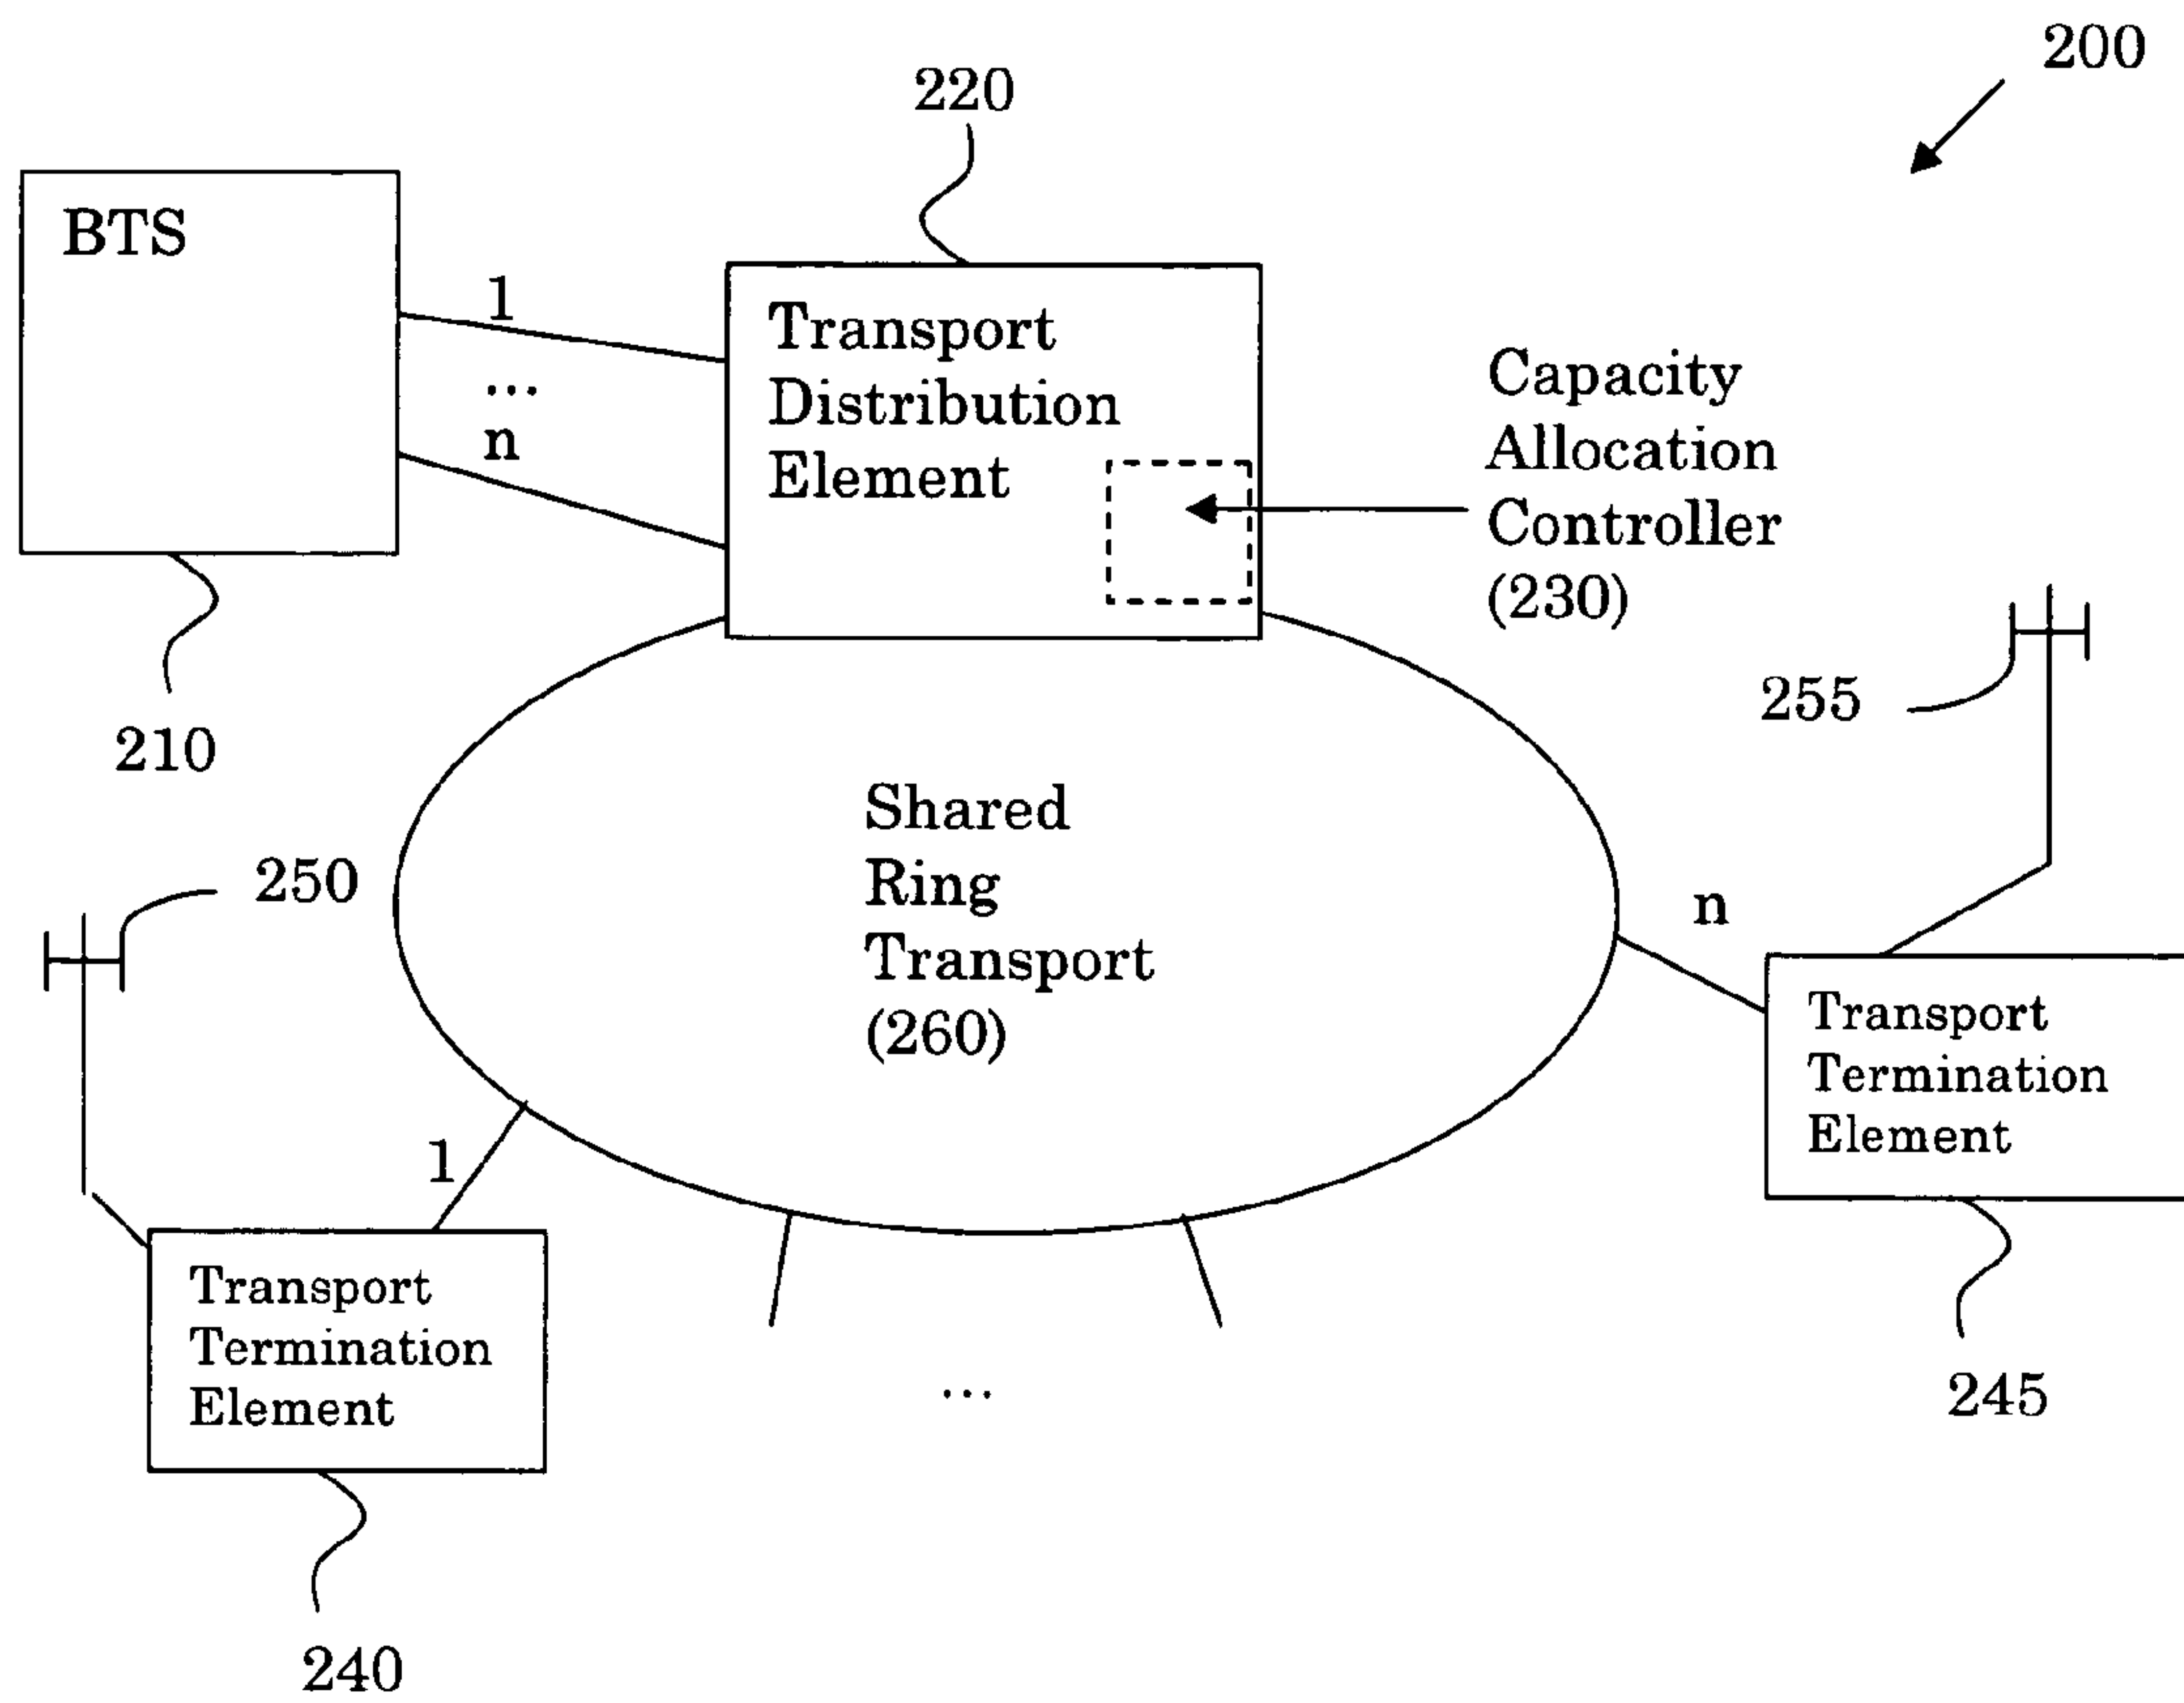 200
220
BTS
1
...
n
Transport
Distribution
Element
Capacity
Allocation
Controller
(230)
210
255
Shared
Ring
Transport
(260)
250
n
Transport
Termination
Element
1
Transport
Termination
Element
...
245
240